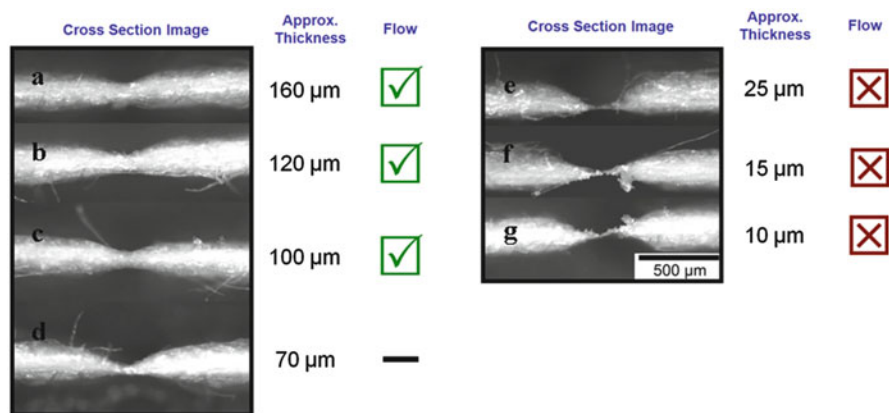 Cross Section Image
Approx. Thickness
Flow
a
160 µm
b
120 µm
c
100 µm
d
70 µm
Cross Section Image
Approx. Thickness
Flow
e
25 µm
f
15 µm
g
10 µm
500 µm